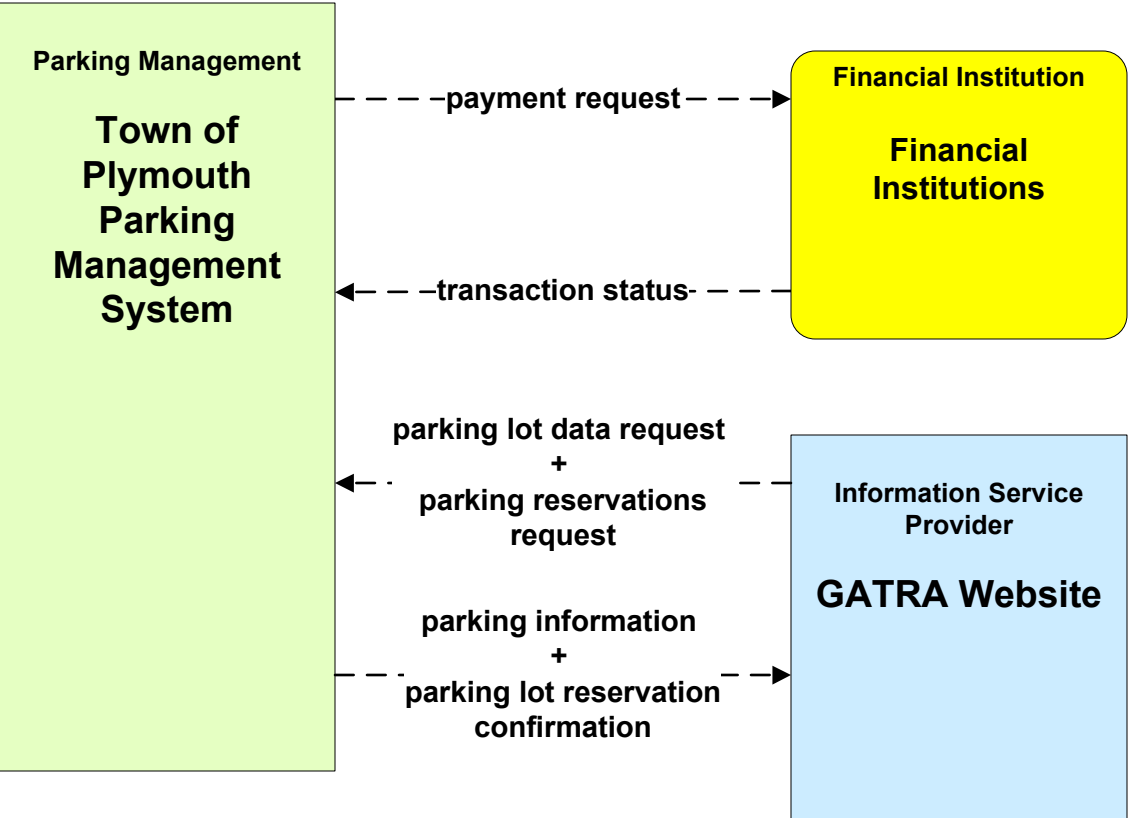 Parking Management
Town of
Plymouth
Parking
Management
System
payment request
Financial Institution
Financial
Institutions
transaction status
parking lot data request
+
parking reservations
request
Information Service
Provider
GATRA Website
parking information
+
parking lot reservation
confirmation